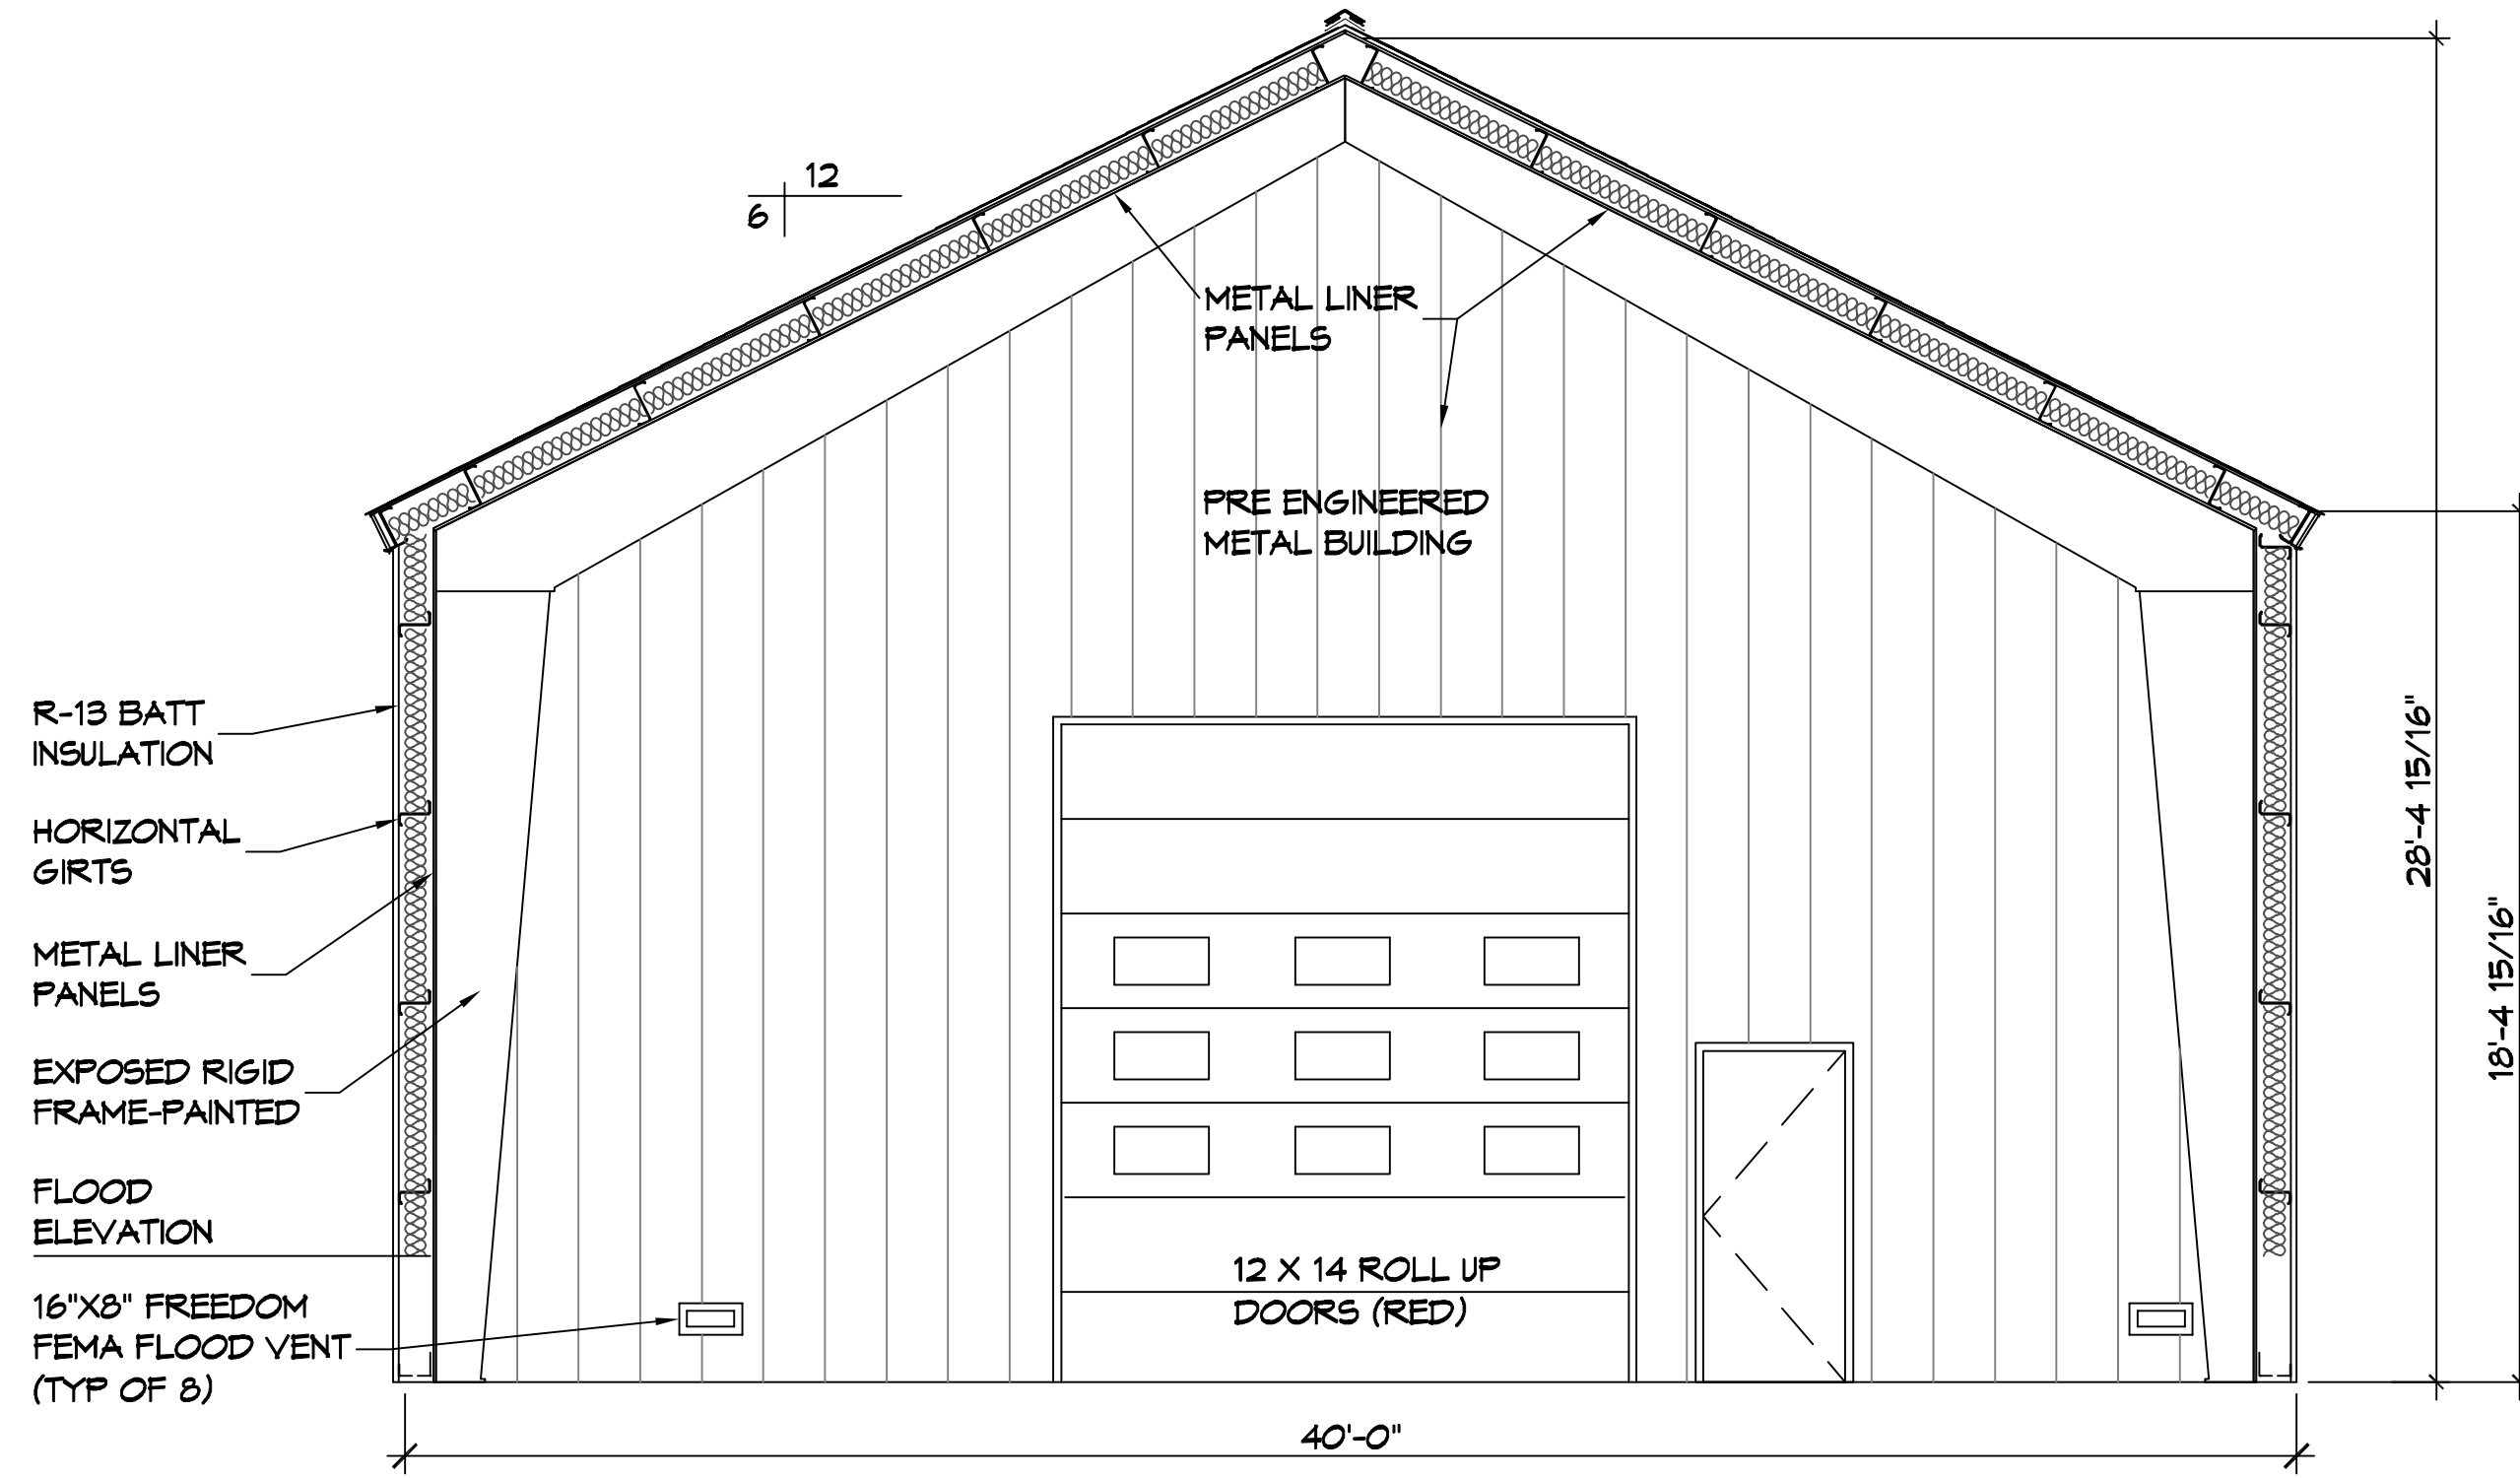 12
6
METAL LINER
PANELS
PRE ENGINEERED
METAL BUILDING
R-13 BATT
INSULATION
HORIZONTAL
GIRTS
METAL LINER
PANELS
EXPOSED RIGID
FRAME-PAINTED
FLOOD
ELEVATION
16"X8" FREEDOM
FEMA FLOOD VENT
(TYP OF 8)
12 X 14 ROLL UP
DOORS (RED)
28'-4 15/16"
18'-4 15/16"
40'-0"